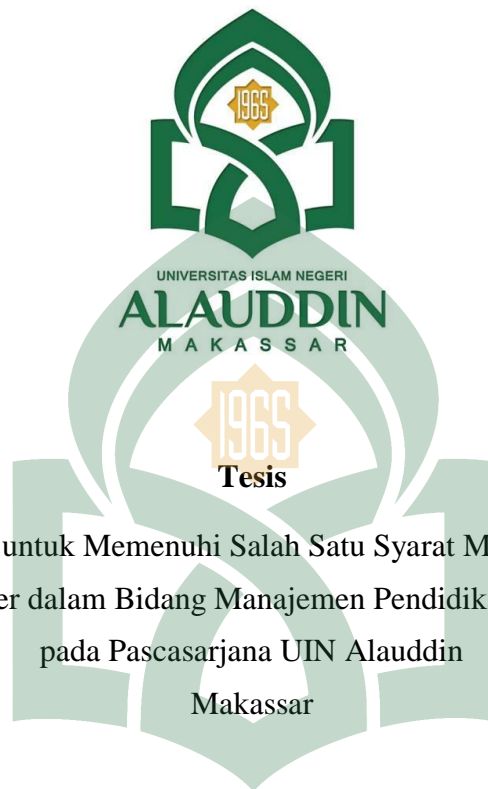 1965
UNIVERSITAS ISLAM NEGERI
ALAUDDIN
MAKASSAR
1965
Tesis
untuk Memenuhi Salah Satu Syarat M
er dalam Bidang Manajemen Pendidik
pada Pascasarjana UIN Alauddin
Makassar